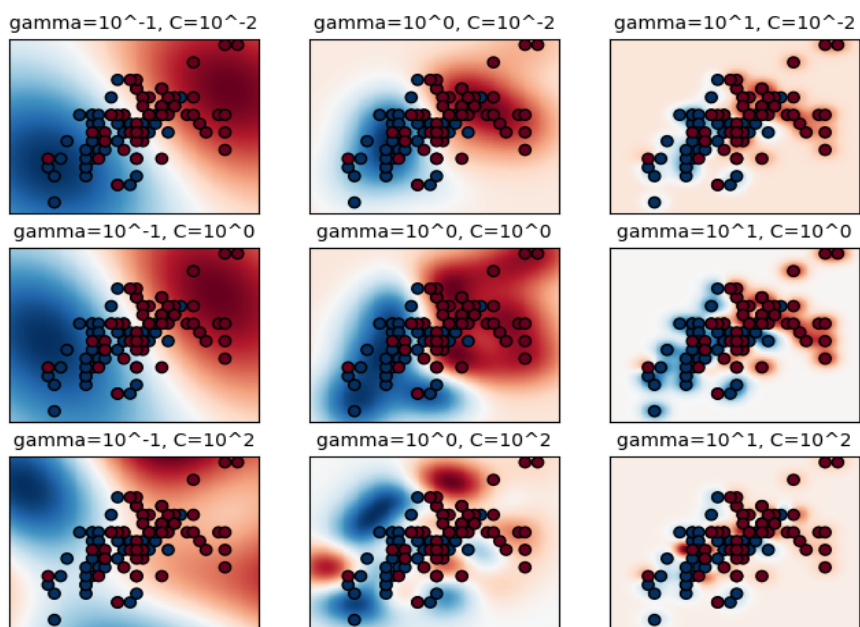 gamma=10^-1, C=10^-2
gamma=10^0, C=10^-2
gamma=10^1, C=10^-2
gamma=10^-1, C=10^0
gamma=10^0, C=10^0
gamma=10^1, C=10^0
gamma=10^-1, C=10^2
gamma=10^0, C=10^2
gamma=10^1, C=10^2